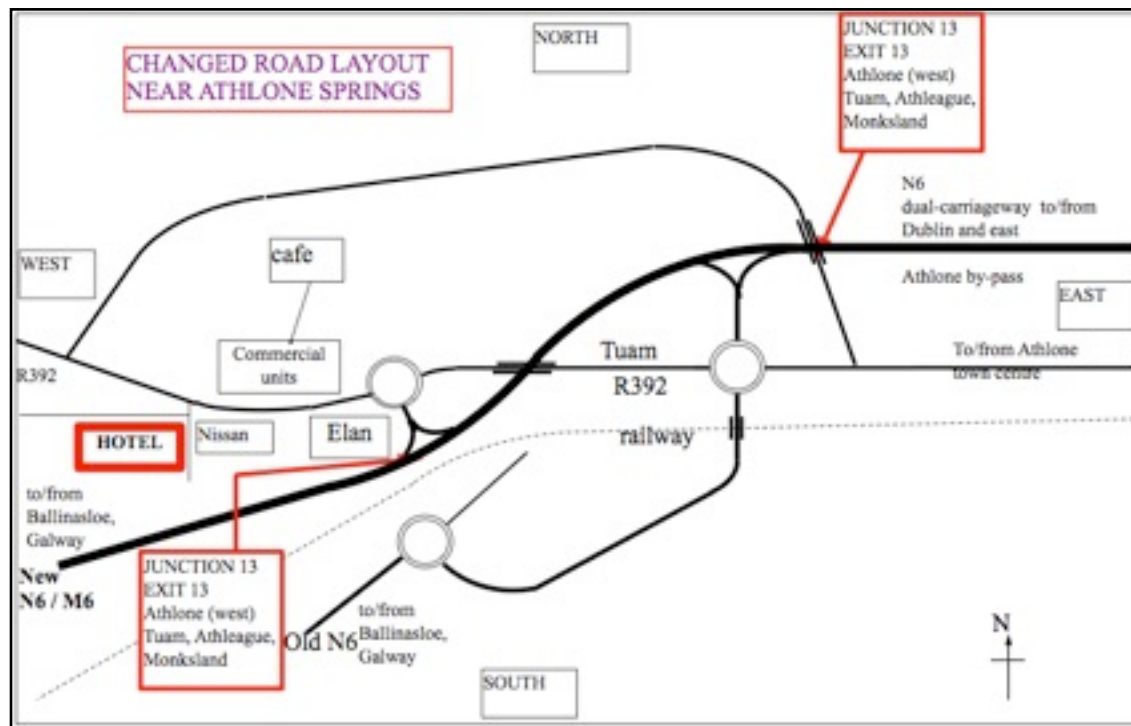 CHANGED ROAD LAYOUT
NEAR ATHLONE SPRINGS
NORTH
JUNCTION 13
EXIT 13
Athlone (west)
Tuam, Athleague,
Monksland
N6
dual-carriageway to/from
Dublin and east
WEST
cafe
Athlone by-pass
EAST
Commercial
units
Tuam
R392
To/from Athlone
town centre
R392
HOTEL
Nissan
Elan
railway
to/from
Ballinasloe,
Galway
New
N6 / M6
JUNCTION 13
EXIT 13
Athlone (west)
Tuam, Athleague,
Monksland
Old N6
to/from
Ballinasloe,
Galway
SOUTH
N